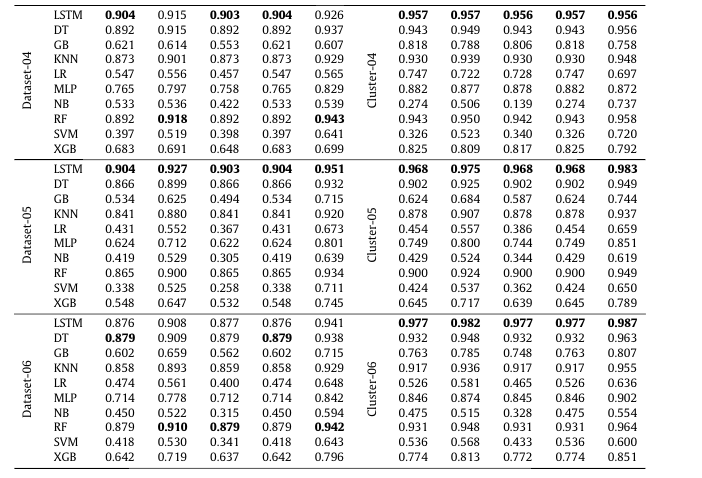 LSTM 0.904 0.915 0.903 0.904 0.926 0.957 0.957 0.956 0.957 0.956
DT 0.892 0.915 0.892 0.892 0.937 0.943 0.949 0.943 0.943 0.956
GB 0.621 0.614 0.553 0.621 0.607 0.818 0.788 0.806 0.818 0.758
KNN 0.873 0.901 0.873 0.873 0.929 0.930 0.939 0.930 0.930 0.948
LR 0.547 0.556 0.457 0.547 0.565 0.747 0.722 0.728 0.747 0.697
Dataset-04 Cluster-04
MLP 0.765 0.797 0.758 0.765 0.829 0.882 0.877 0.878 0.882 0.872
NB 0.533 0.536 0.422 0.533 0.539 0.274 0.506 0.139 0.274 0.737
RF 0.892 0.918 0.892 0.892 0.943 0.943 0.950 0.942 0.943 0.958
SVM 0.397 0.519 0.398 0.397 0.641 0.326 0.523 0.340 0.326 0.720
XGB 0.683 0.691 0.648 0.683 0.699 0.825 0.809 0.817 0.825 0.792
LSTM 0.904 0.927 0.903 0.904 0.951 0.968 0.975 0.968 0.968 0.983
DT 0.866 0.899 0.866 0.866 0.932 0.902 0.925 0.902 0.902 0.949
GB 0.534 0.625 0.494 0.534 0.715 0.624 0.684 0.587 0.624 0.744
KNN 0.841 0.880 0.841 0.841 0.920 0.878 0.907 0.878 0.878 0.937
LR 0.431 0.552 0.367 0.431 0.673 0.454 0.557 0.386 0.454 0.659
Dataset-05 Cluster-05
MLP 0.624 0.712 0.622 0.624 0.801 0.749 0.800 0.744 0.749 0.851
NB 0.419 0.529 0.305 0.419 0.639 0.429 0.524 0.344 0.429 0.619
RF 0.865 0.900 0.865 0.865 0.934 0.900 0.924 0.900 0.900 0.949
SVM 0.338 0.525 0.258 0.338 0.711 0.424 0.537 0.362 0.424 0.650
XGB 0.548 0.647 0.532 0.548 0.745 0.645 0.717 0.639 0.645 0.789
LSTM 0.876 0.908 0.877 0.876 0.941 0.977 0.982 0.977 0.977 0.987
DT 0.879 0.909 0.879 0.879 0.938 0.932 0.948 0.932 0.932 0.963
GB 0.602 0.659 0.562 0.602 0.715 0.763 0.785 0.748 0.763 0.807
KNN 0.858 0.893 0.859 0.858 0.929 0.917 0.936 0.917 0.917 0.955
LR 0.474 0.561 0.400 0.474 0.648 0.526 0.581 0.465 0.526 0.636
Dataset-06 Cluster-06
MLP 0.714 0.778 0.712 0.714 0.842 0.846 0.874 0.845 0.846 0.902
NB 0.450 0.522 0.315 0.450 0.594 0.475 0.515 0.328 0.475 0.554
RF 0.879 0.910 0.879 0.879 0.942 0.931 0.948 0.931 0.931 0.964
SVM 0.418 0.530 0.341 0.418 0.643 0.536 0.568 0.433 0.536 0.600
XGB 0.642 0.719 0.637 0.642 0.796 0.774 0.813 0.772 0.774 0.851